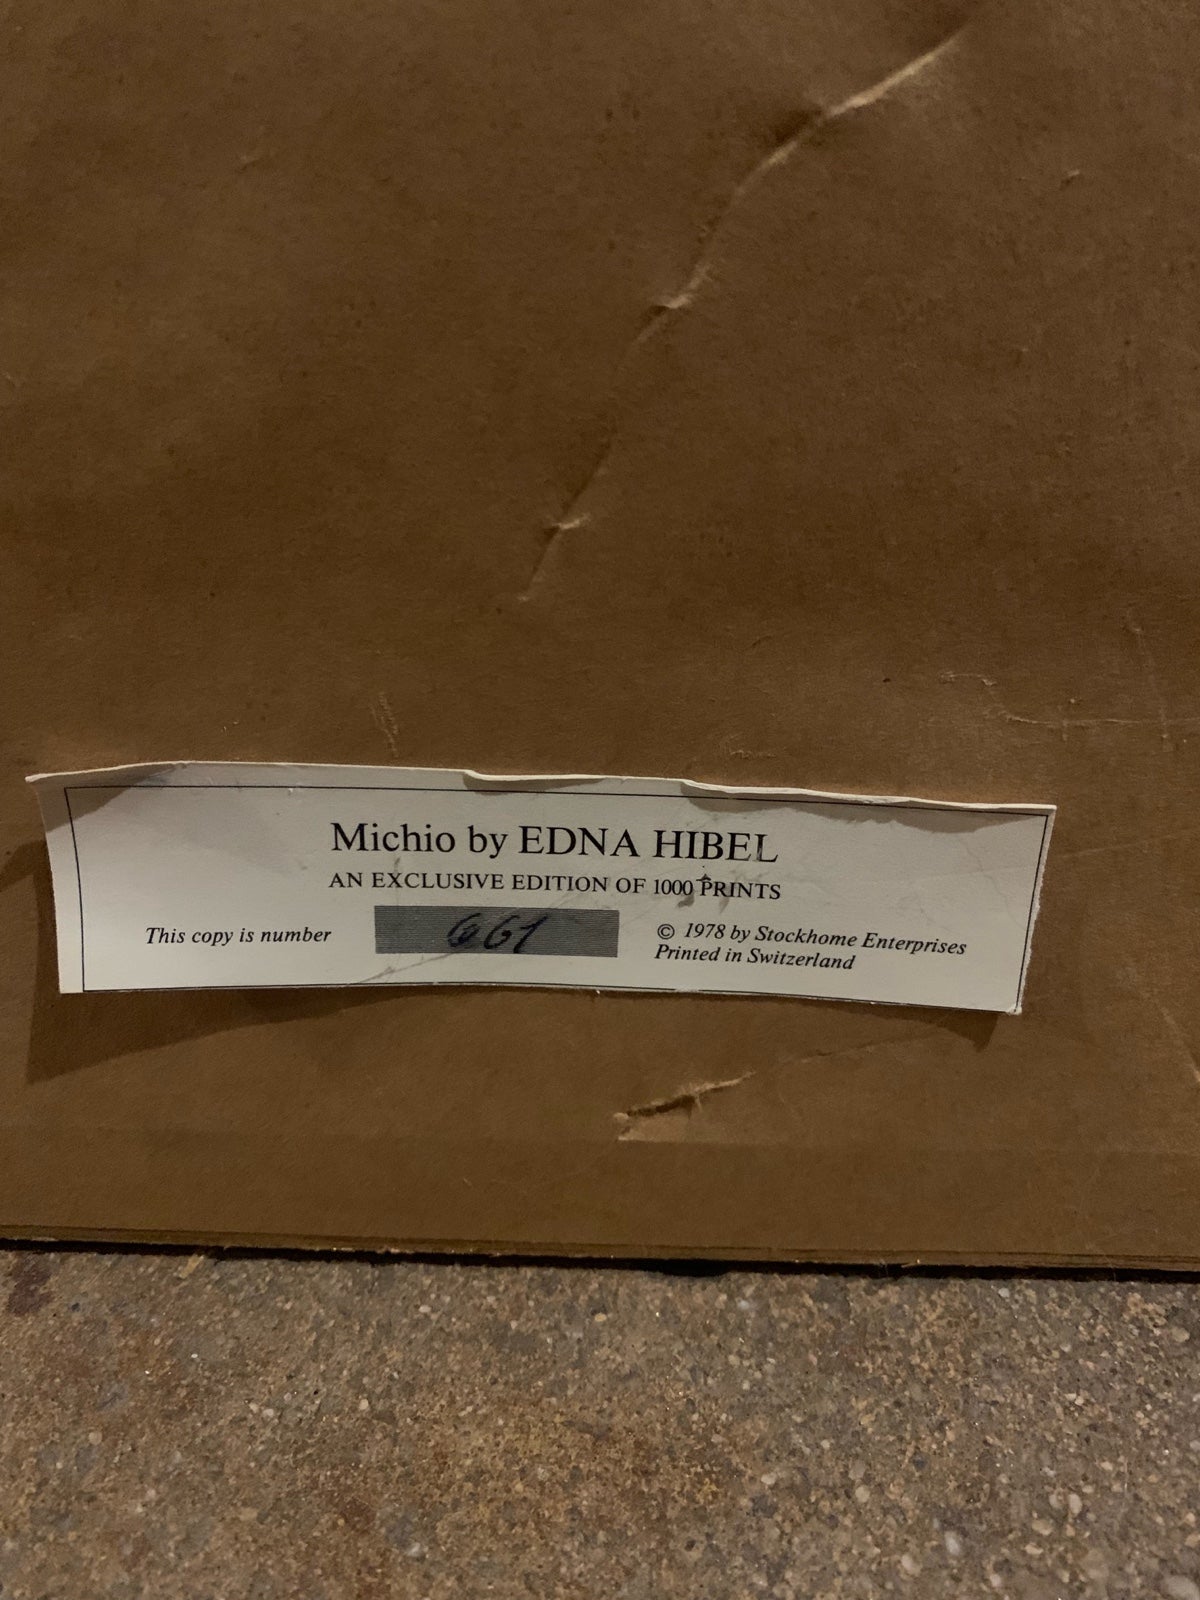 Michio by EDNA HIBEL
AN EXCLUSIVE EDITION OF 1000 PRINTS
This copy is number 661
© 1978 by Stockhome Enterprises
Printed in Switzerland